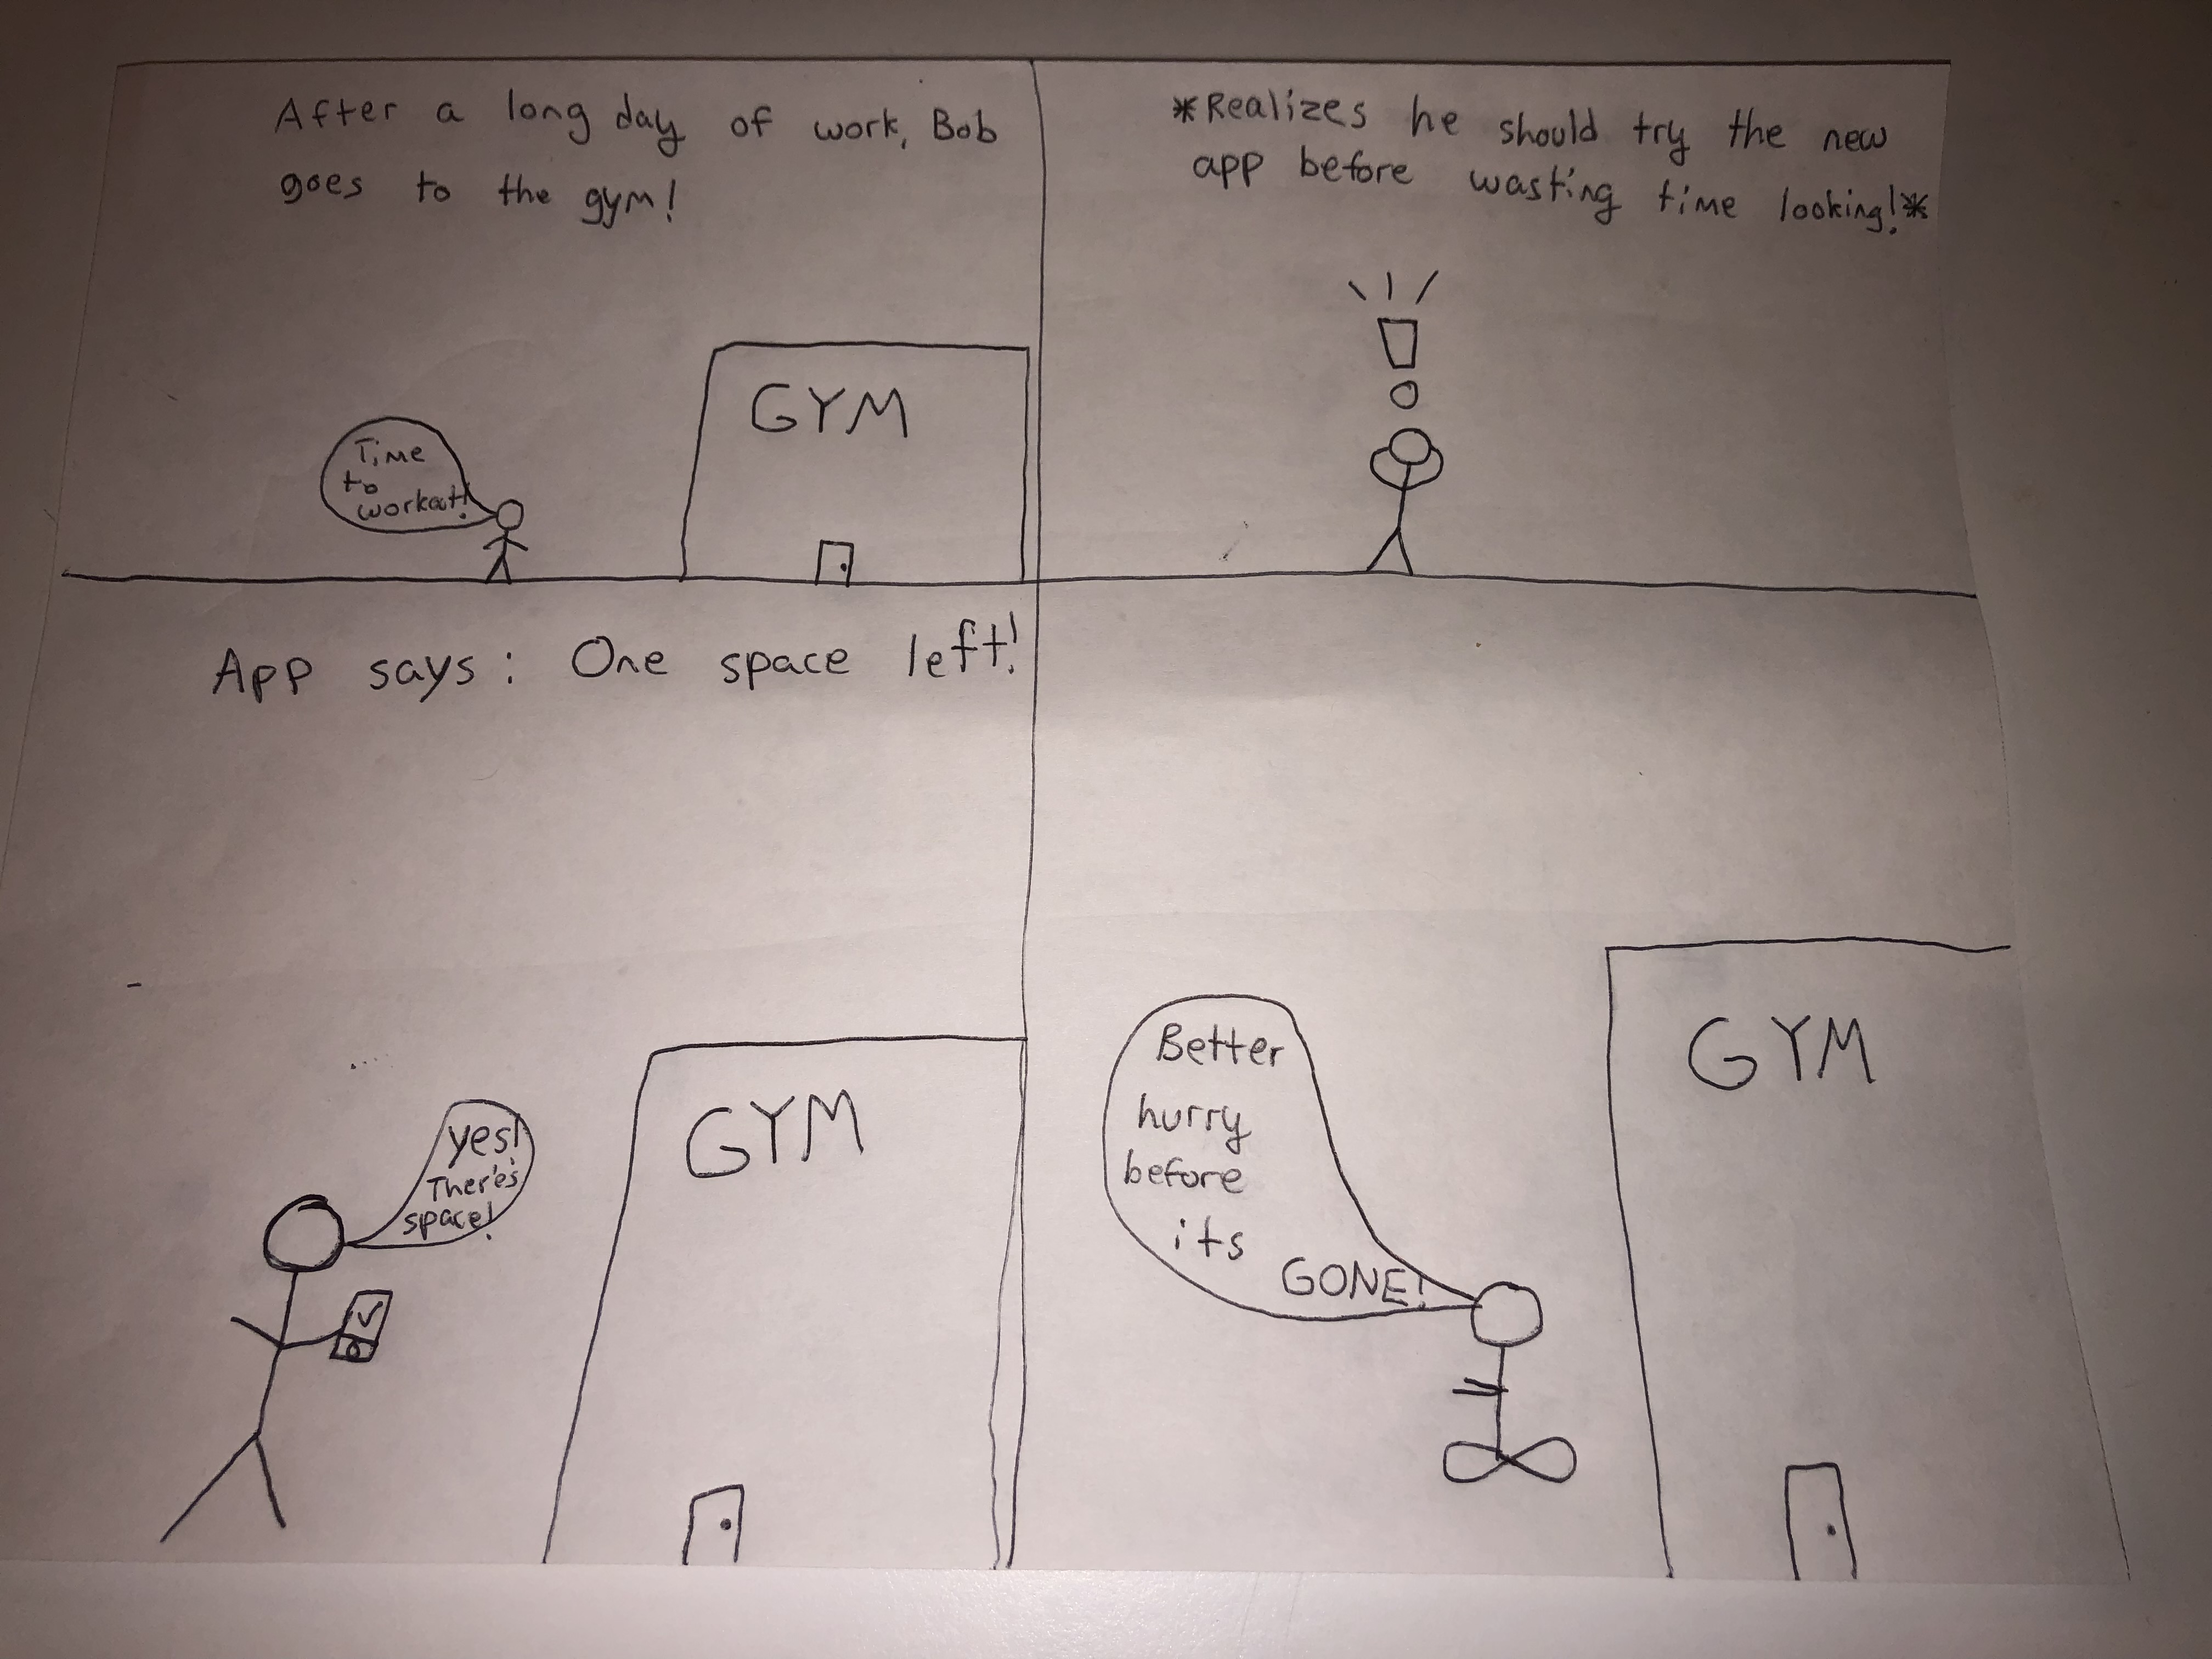 After a long day of work, Bob
goes to the gym!
Time
to
workout!
GYM
*Realizes he should try the new
app before wasting time looking!*
App says: One space left!
yes!
There's
space!
GYM
Better
hurry
before
its
GONE!
GYM